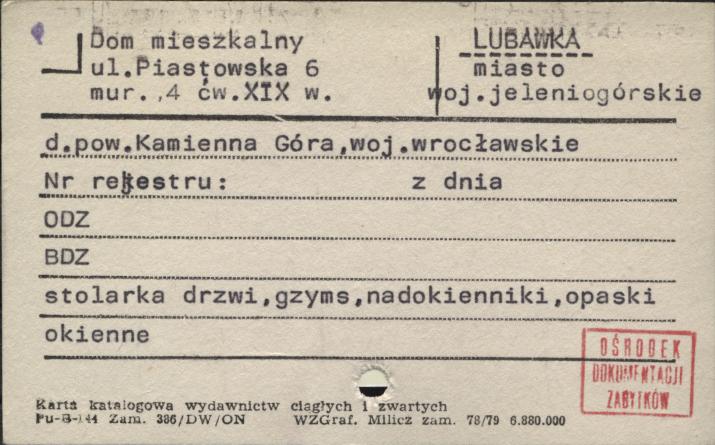 Dom mieszkalny
ul.Piastowska 6
mur.,4 ćw.XIX w.
LUBAWKA
miasto
woj.jeleniogórskie
d.pow.Kamienna Góra,woj.wrocławskie
Nr rejestru: z dnia
ODZ
BDZ
stolarka drzwi,gzyms,nadokienniki,opaski
okienne
OŚRODEK
DOKUMENTACJI
ZABYTKÓW
Karta katalogowa wydawnictw ciągłych i zwartych
Pu-B-144 Zam. 386/DW/ON WZGraf. Milicz zam. 78/79 6.880.000